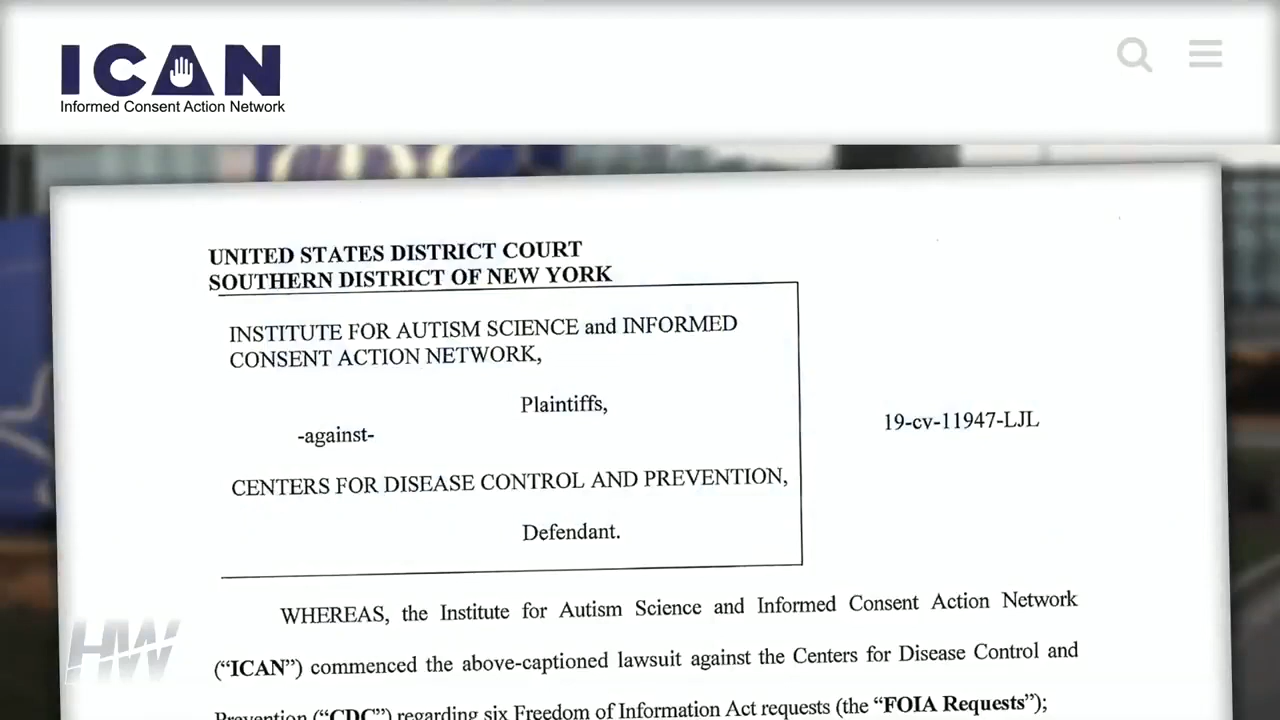 ICAN
Informed Consent Action Network
UNITED STATES DISTRICT COURT
SOUTHERN DISTRICT OF NEW YORK
INSTITUTE FOR AUTISM SCIENCE and INFORMED
CONSENT ACTION NETWORK,
Plaintiffs,
-against-
19-cv-11947-LJL
CENTERS FOR DISEASE CONTROL AND PREVENTION,
Defendant.
WHEREAS, the Institute for Autism Science and Informed Consent Action Network
(“ICAN”) commenced the above-captioned lawsuit against the Centers for Disease Control and
Prevention (“CDC”) regarding six Freedom of Information Act requests (the “FOIA Requests”);
HW